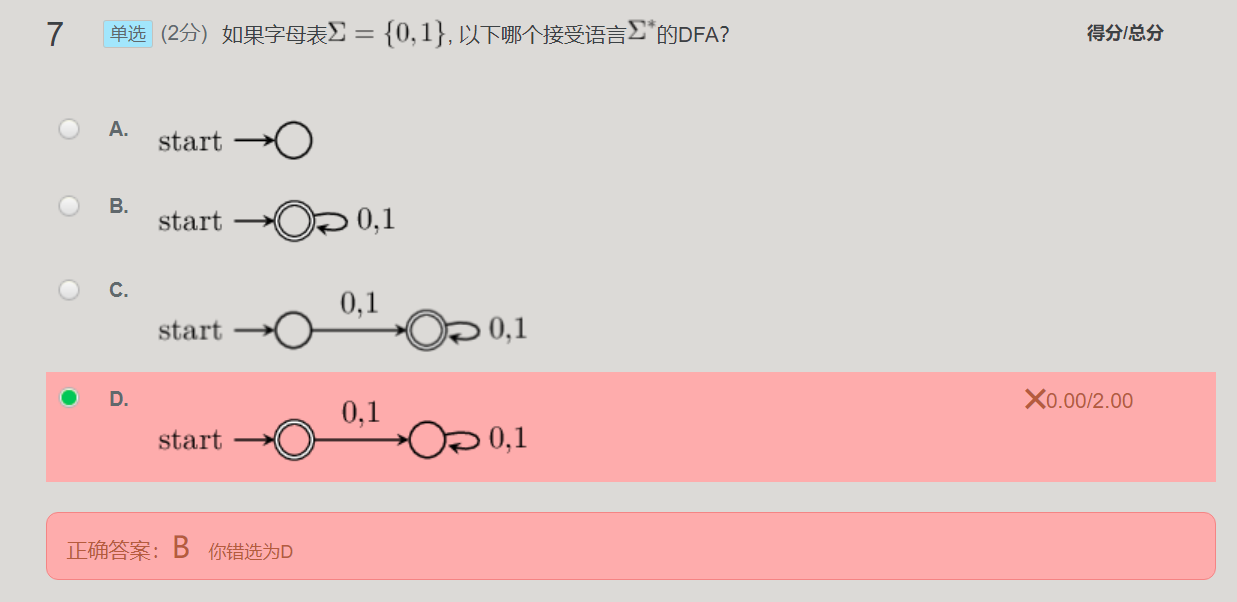 7 单选 (2分) 如果字母表Σ = {0,1}, 以下哪个接受语言Σ*的DFA? 得分/总分
A. start
B. start 0,1
C. start 0,1 0,1
D. start 0,1 0,1 0.00/2.00
正确答案：B 你错选为D